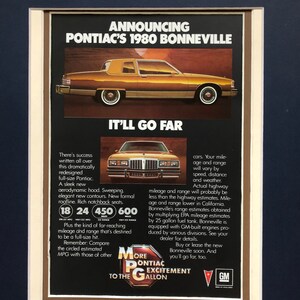 ANNOUNCING
PONTIAC'S 1980 BONNEVILLE
IT'LL GO FAR
There's success
written all over
this dramatically
redesigned
full-size Pontiac.
A sleek new
aerodynamic hood. Sweeping,
elegant new contours. New formal
roofline. Rich notchback seats.
18 24 450 600
Plus the kind of far-reaching
mileage and range that's destined
to be a full-size hit.
Remember: Compare
the circled estimated
MPG with those of other
cars. Your mile-
age and range
will vary by
speed, distance
and weather.
Actual highway
mileage and range will probably be
less than the highway estimates. Mile-
age and range lower in California.
Bonneville's range estimates obtained
by multiplying EPA mileage estimates
by 25 gallon fuel tank. Bonneville is
equipped with GM-built engines pro-
duced by various divisions. See your
dealer for details.
Buy or lease the new
Bonneville soon. And
you'll go far, too.
MORE
PONTIAC
EXCITEMENT
TO THE GALLON
GM